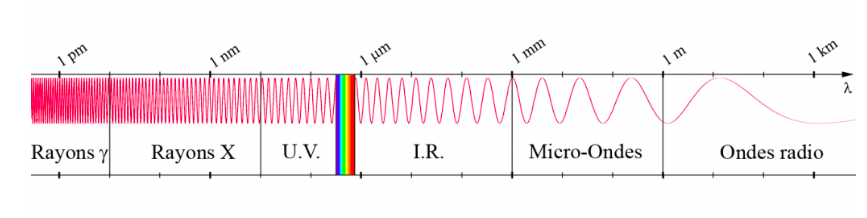 1 pm 1 nm 1 μm 1 mm 1 m 1 km
λ
Rayons γ Rayons X U.V. I.R. Micro-Ondes Ondes radio